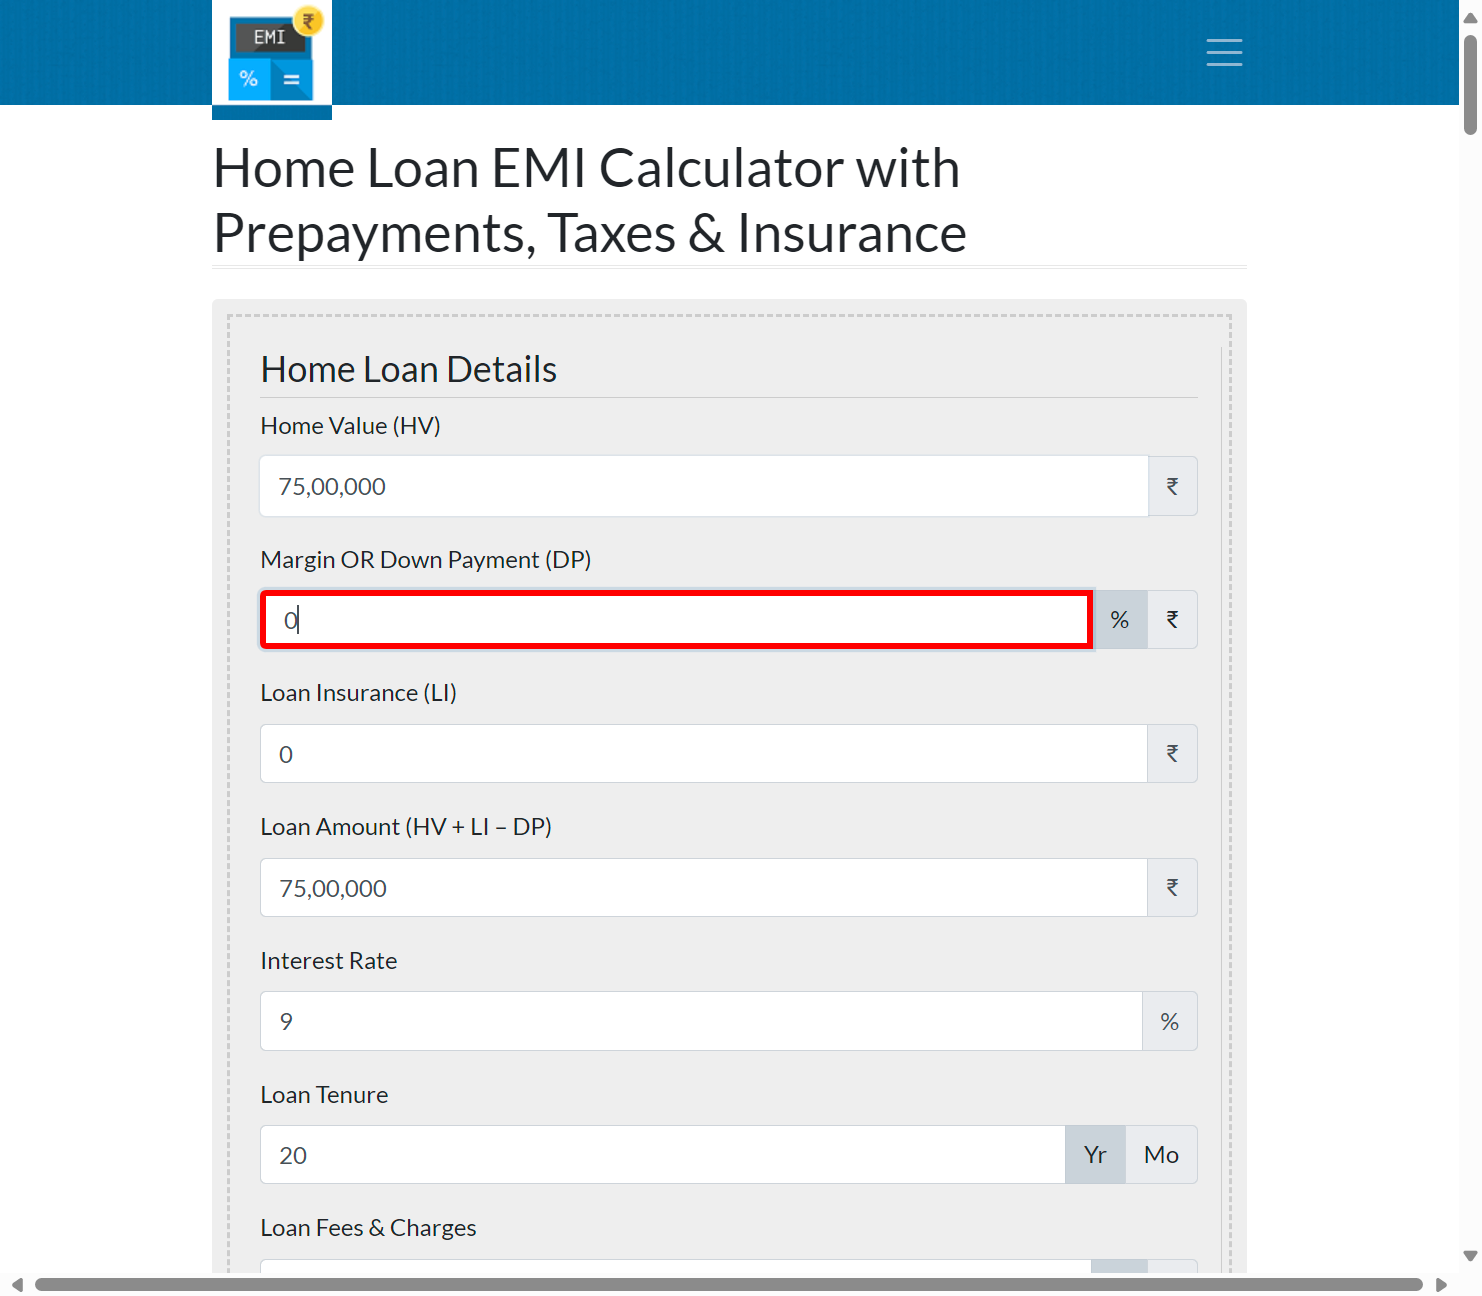 ₹
EMI
% =
Home Loan EMI Calculator with
Prepayments, Taxes & Insurance
Home Loan Details
Home Value (HV)
75,00,000 ₹
Margin OR Down Payment (DP)
0 % ₹
Loan Insurance (LI)
0 ₹
Loan Amount (HV + LI – DP)
75,00,000 ₹
Interest Rate
9 %
Loan Tenure
20 Yr Mo
Loan Fees & Charges